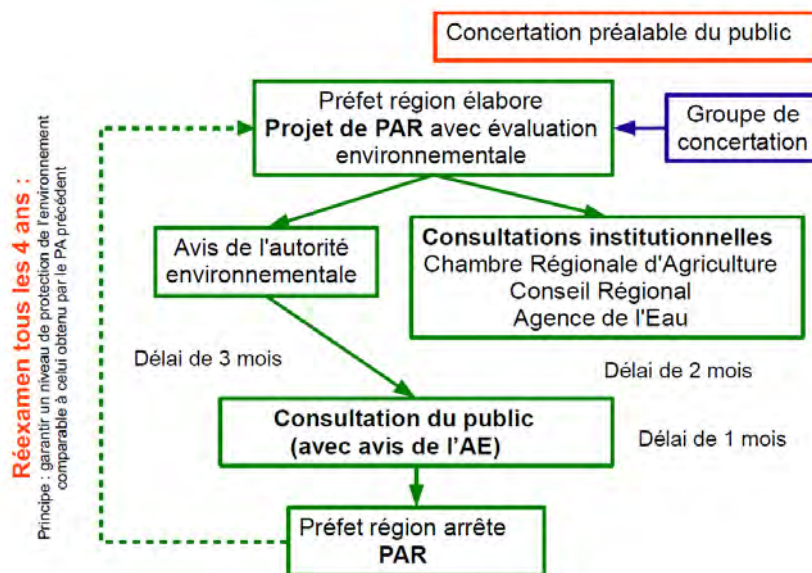 Concertation préalable du public
Préfet région élabore
Projet de PAR avec évaluation
environnementale
Groupe de
concertation
Réexamen tous les 4 ans :
Principe : garantir un niveau de protection de l'environnement
comparable à celui obtenu par le PA précédent
Avis de l'autorité
environnementale
Consultations institutionnelles
Chambre Régionale d'Agriculture
Conseil Régional
Agence de l'Eau
Délai de 3 mois
Délai de 2 mois
Consultation du public
(avec avis de l'AE)
Délai de 1 mois
Préfet région arrête
PAR